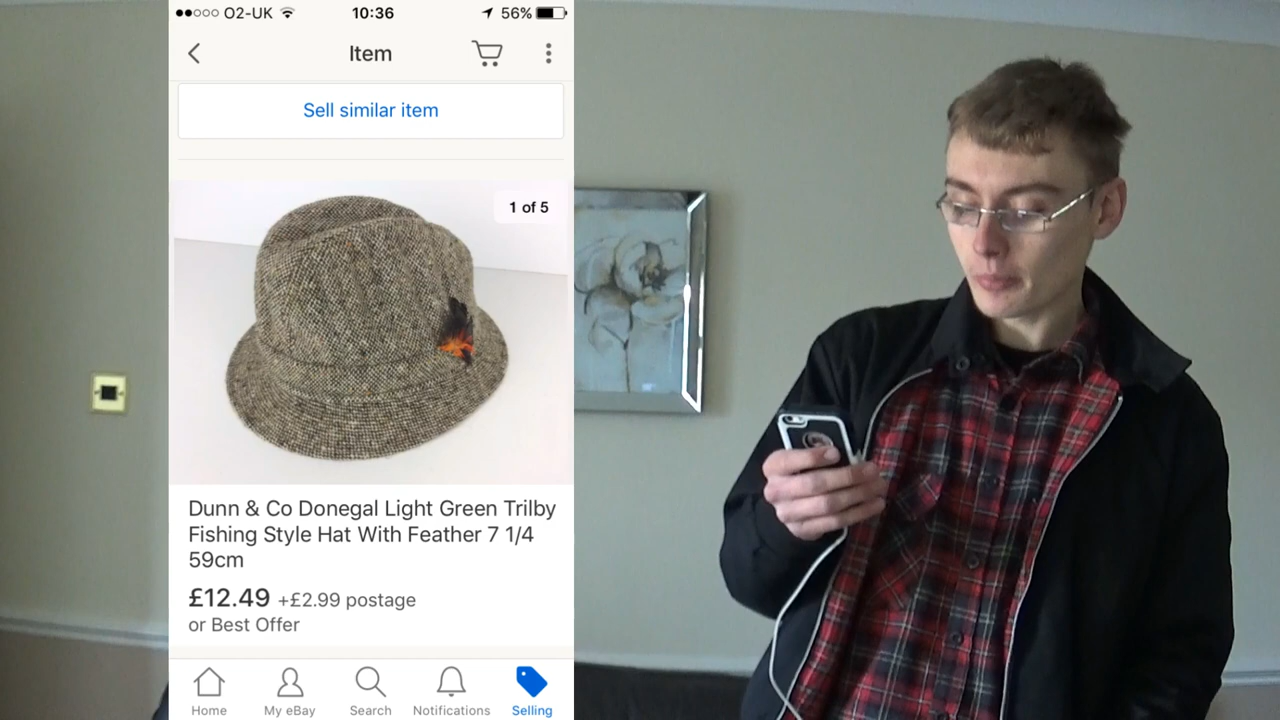 O2-UK 10:36 56%
Item
Sell similar item
1 of 5
Dunn & Co Donegal Light Green Trilby
Fishing Style Hat With Feather 7 1/4
59cm
£12.49 +£2.99 postage
or Best Offer
Home My eBay Search Notifications Selling